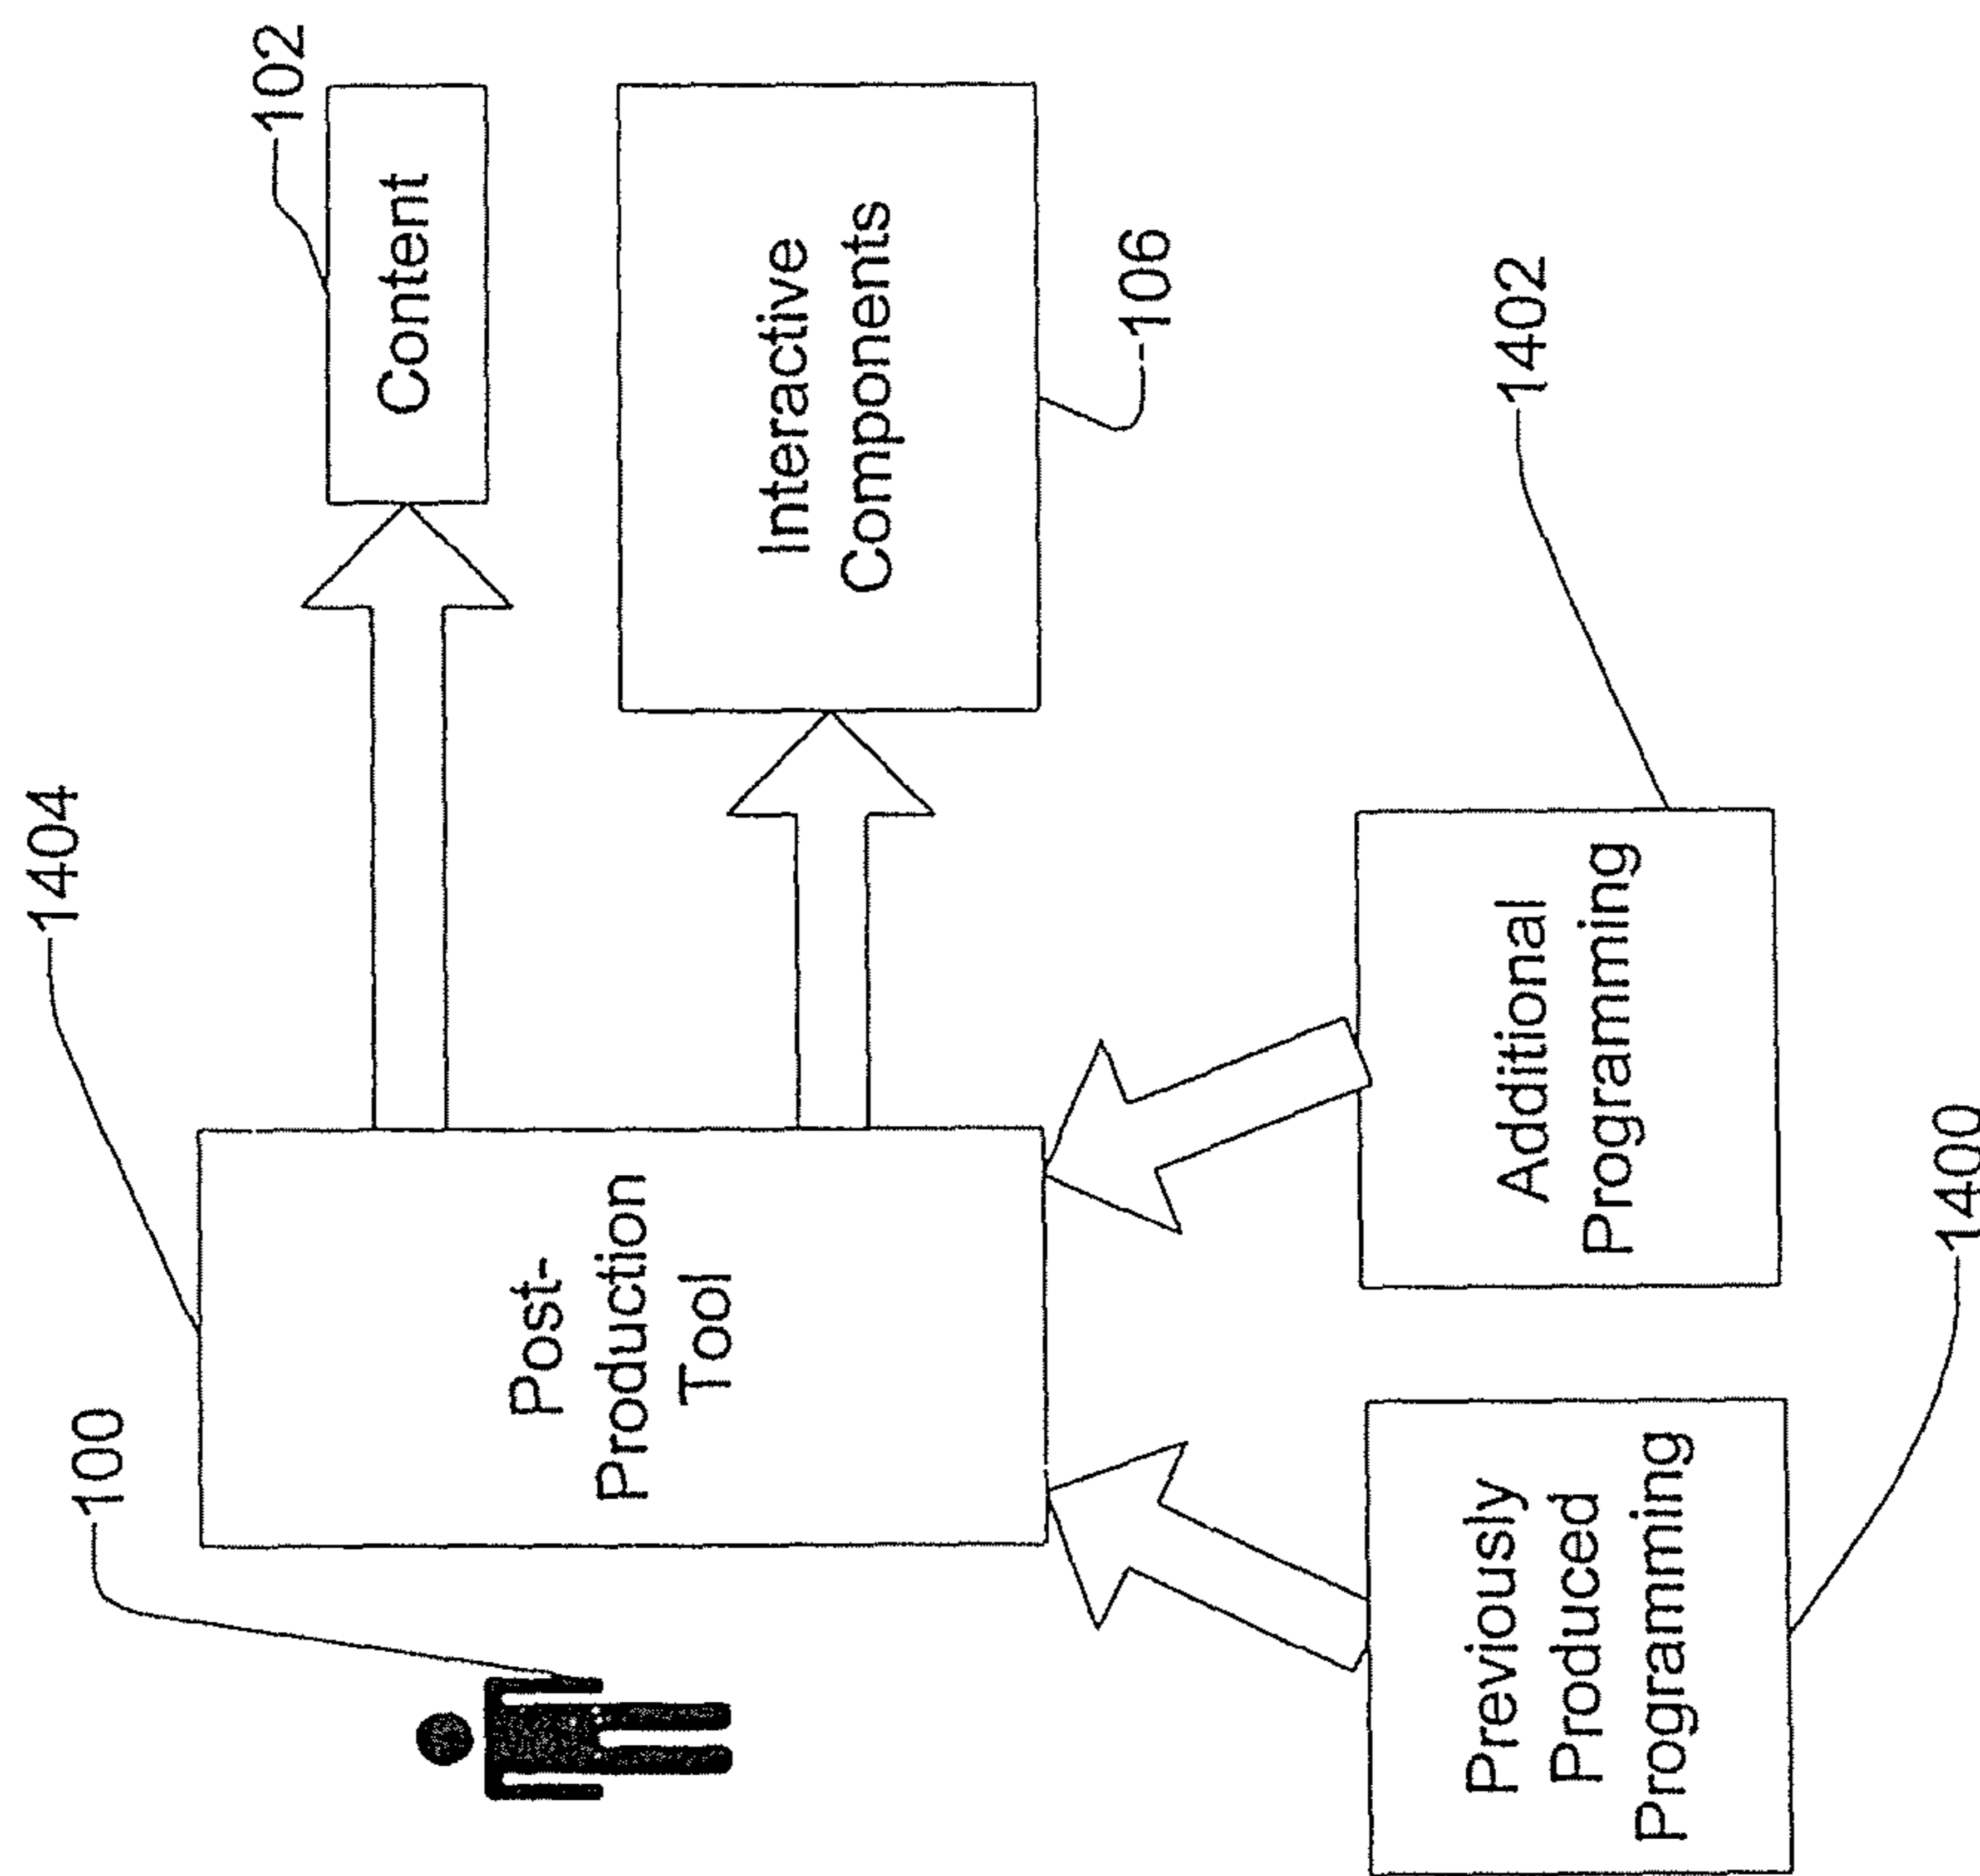 100
1404
102
Post-
Production
Tool
Content
Interactive
Components
106
Previously
Produced
Programming
1400
Additional
Programming
1402